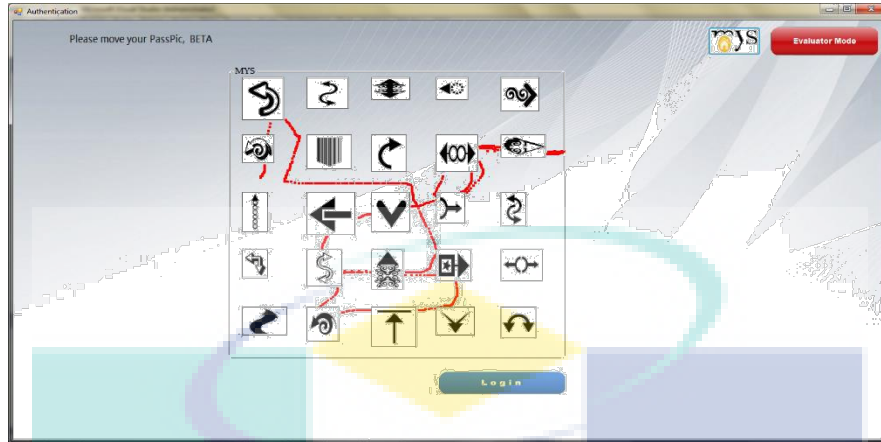 Authentication
Please move your PassPic, BETA
mys
Evaluator Mode
MYS
Login